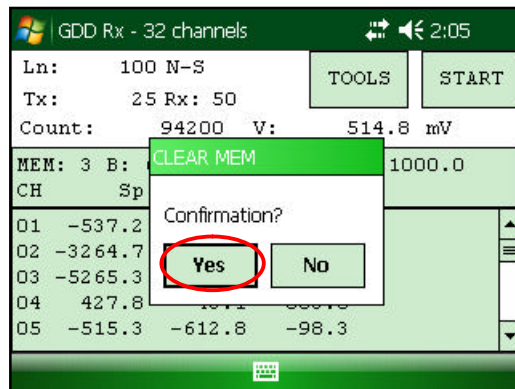 GDD Rx - 32 channels 2:05
Ln: 100 N-S
TOOLS START
Tx: 25 Rx: 50
Count: 94200 V: 514.8 mV
MEM: 3 B: 1000.0
CLEAR MEM
CH Sp
Confirmation?
Yes No
01 -537.2
02 -3264.7
03 -5265.3
04 427.8
05 -515.3 -612.8 -98.3